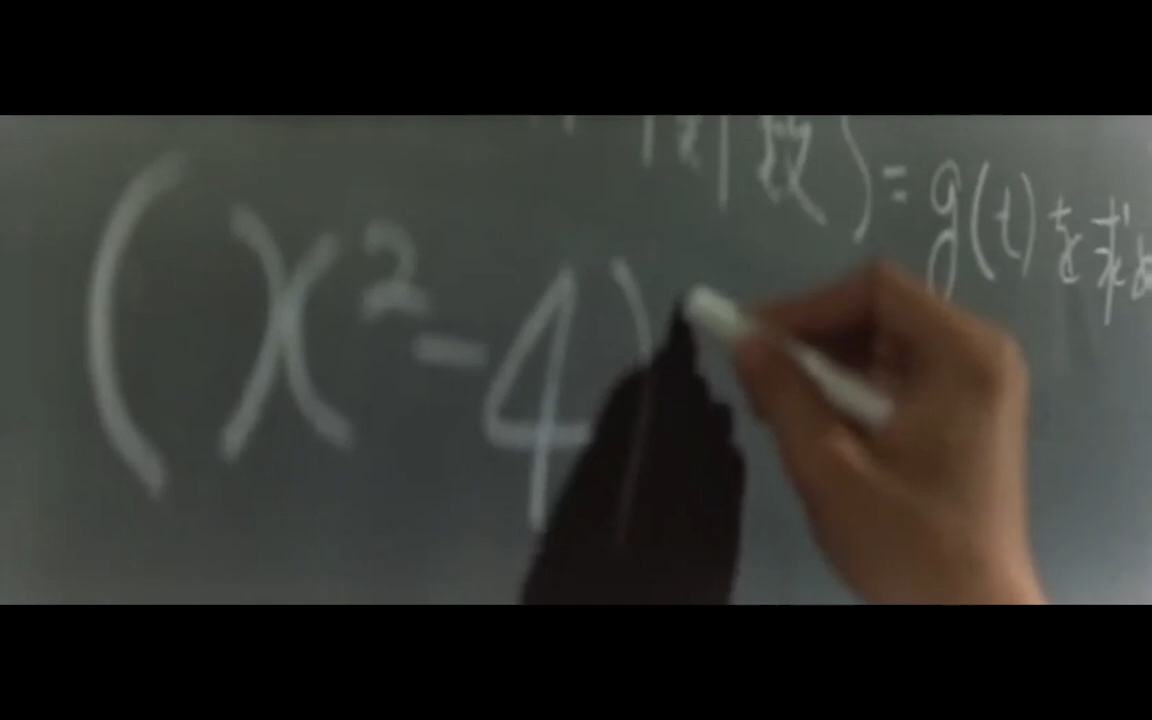 関数) = g(t)を求め
(x²-4)